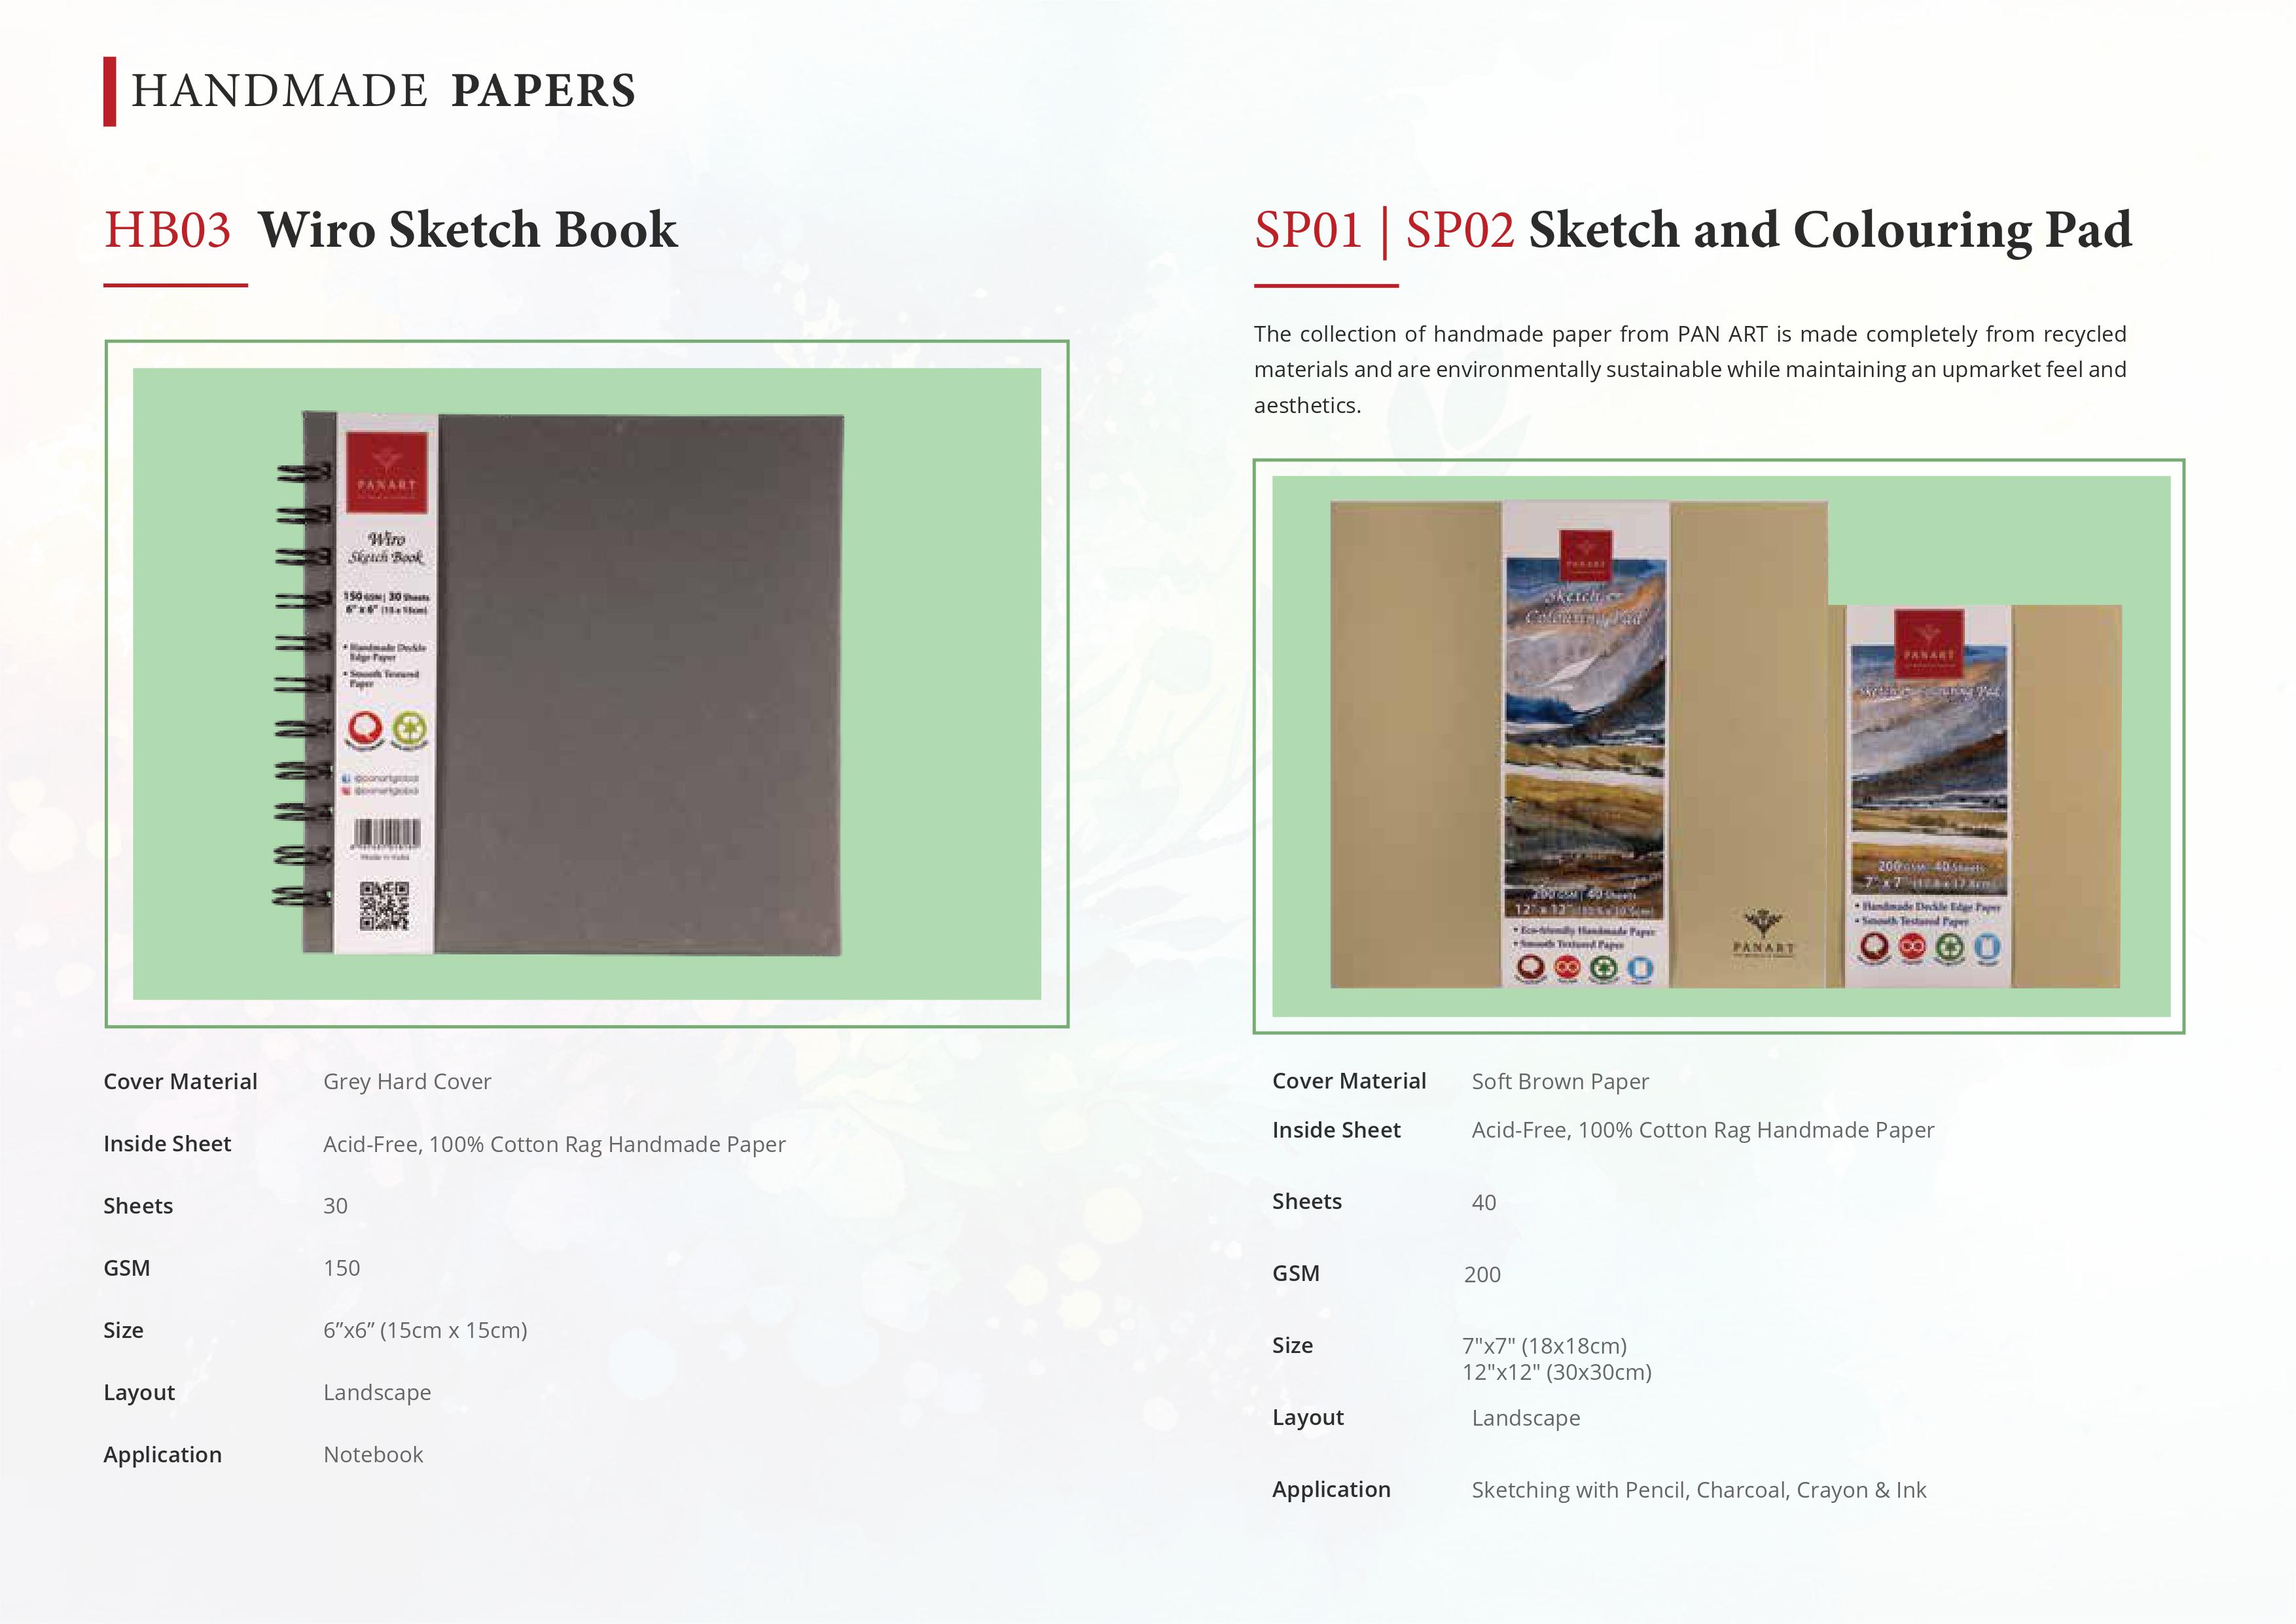 HANDMADE PAPERS
HB03 Wiro Sketch Book
PANART
Wiro
Sketch Book
150 GSM | 30 Sheets
6" x 6" (15 x 15cm)
• Handmade Deckle
Edge Paper
• Smooth Textured
Paper
@panartglobal
@panartglobal
Made in India
Cover Material Grey Hard Cover
Inside Sheet Acid-Free, 100% Cotton Rag Handmade Paper
Sheets 30
GSM 150
Size 6”x6” (15cm x 15cm)
Layout Landscape
Application Notebook
SP01 | SP02 Sketch and Colouring Pad
The collection of handmade paper from PAN ART is made completely from recycled
materials and are environmentally sustainable while maintaining an upmarket feel and
aesthetics.
PANART
Sketch &
Colouring Pad
200 GSM | 40 Sheets
12" x 12" (30.5 x 30.5cm)
• Eco-friendly Handmade Paper
• Smooth Textured Paper
PANART
PANART
Sketch & Colouring Pad
200 GSM | 40 Sheets
7" x 7" (17.8 x 17.8cm)
• Handmade Deckle Edge Paper
• Smooth Textured Paper
Cover Material Soft Brown Paper
Inside Sheet Acid-Free, 100% Cotton Rag Handmade Paper
Sheets 40
GSM 200
Size 7"x7" (18x18cm)
12"x12" (30x30cm)
Layout Landscape
Application Sketching with Pencil, Charcoal, Crayon & Ink